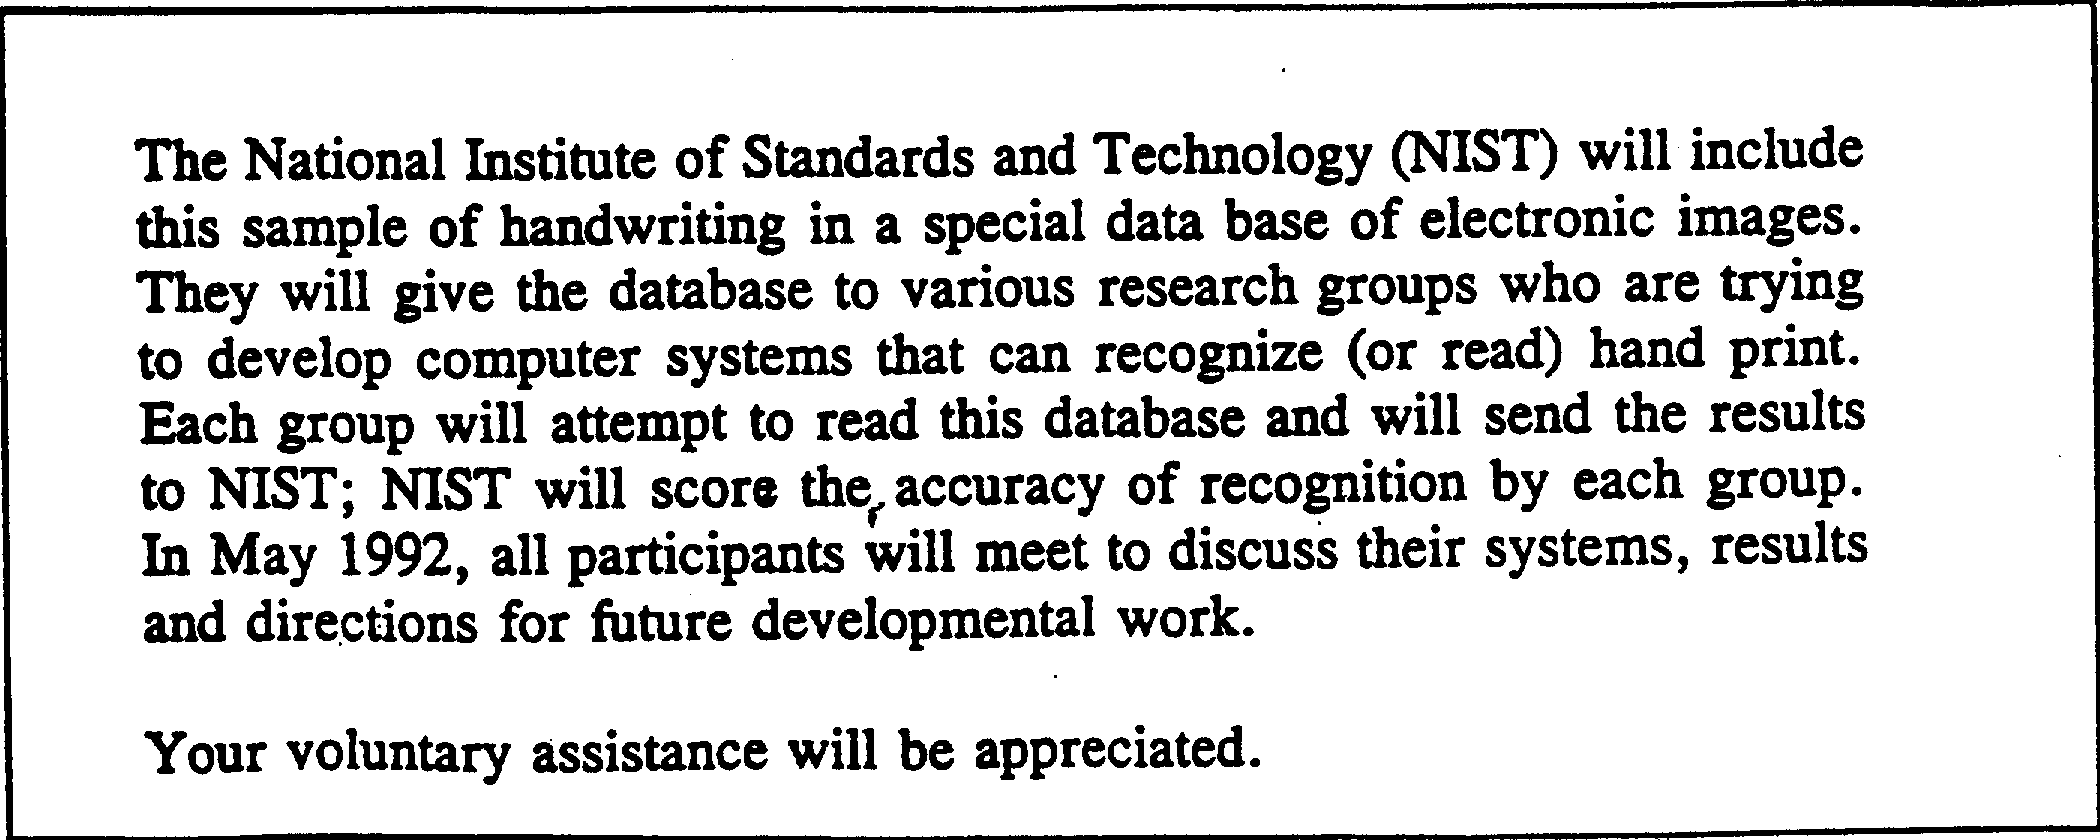 The National Institute of Standards and Technology (NIST) will include
this sample of handwriting in a special data base of electronic images.
They will give the database to various research groups who are trying
to develop computer systems that can recognize (or read) hand print.
Each group will attempt to read this database and will send the results
to NIST; NIST will score the accuracy of recognition by each group.
In May 1992, all participants will meet to discuss their systems, results
and directions for future developmental work.
Your voluntary assistance will be appreciated.